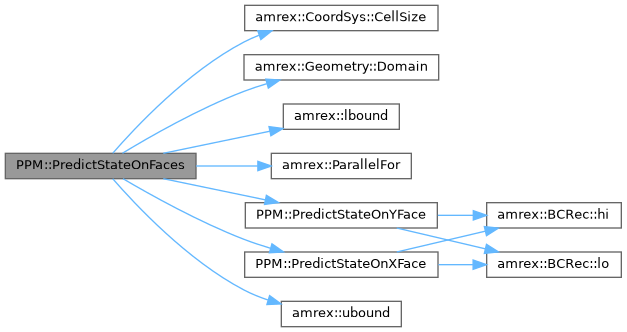 amrex::CoordSys::CellSize
amrex::Geometry::Domain
amrex::lbound
PPM::PredictStateOnFaces
amrex::ParallelFor
PPM::PredictStateOnYFace
amrex::BCRec::hi
PPM::PredictStateOnXFace
amrex::BCRec::lo
amrex::ubound